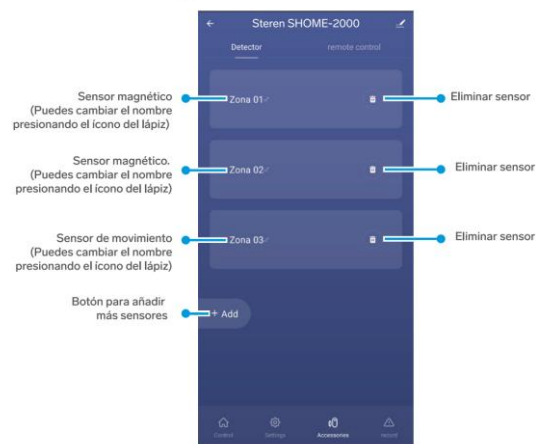 Steren SHOME-2000
Detector
remote control
Sensor magnético
(Puedes cambiar el nombre
presionando el ícono del lápiz)
Zona 01
Eliminar sensor
Sensor magnético.
(Puedes cambiar el nombre
presionando el ícono del lápiz)
Zona 02
Eliminar sensor
Sensor de movimiento
(Puedes cambiar el nombre
presionando el ícono del lápiz)
Zona 03
Eliminar sensor
Botón para añadir
más sensores
+ Add
Control
Settings
Accessories
record